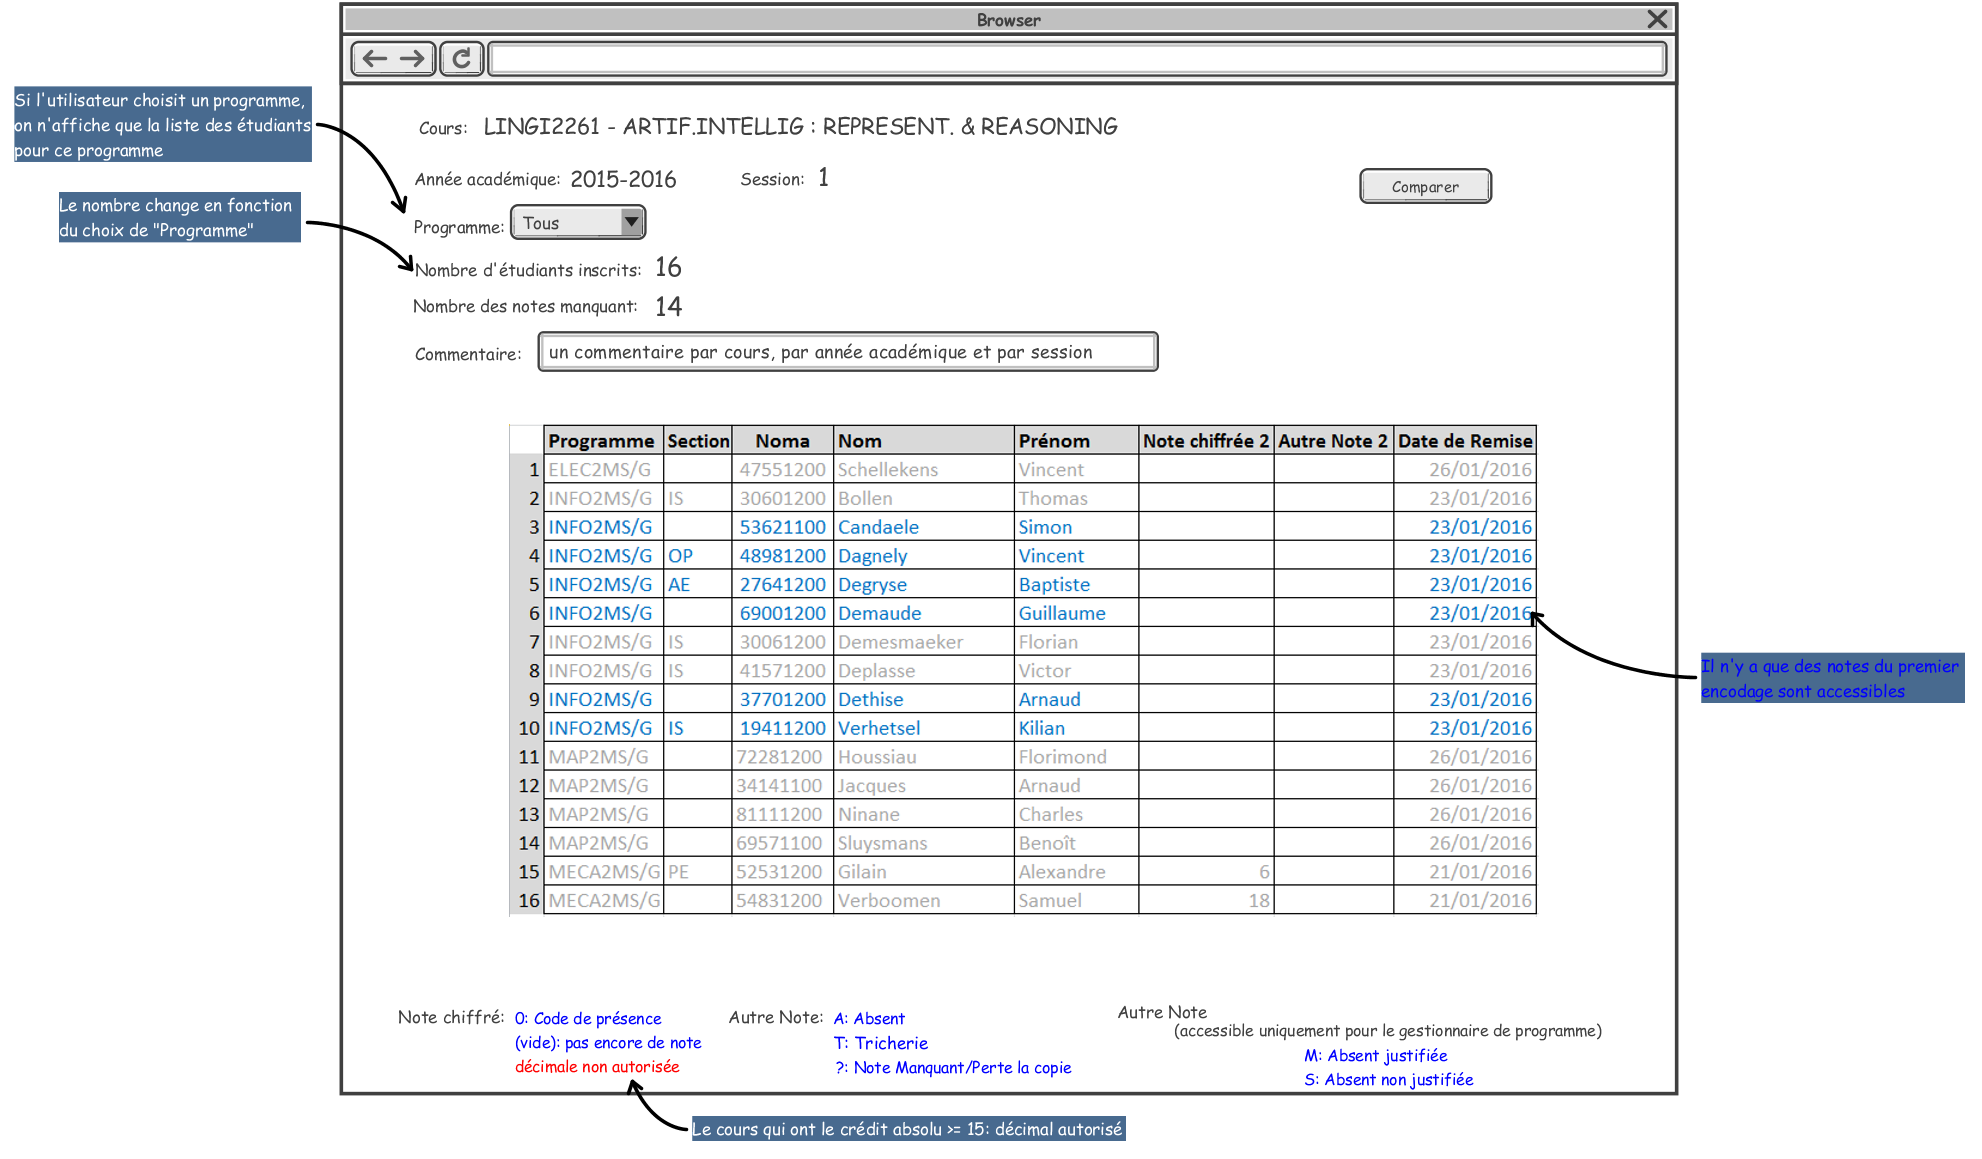 Browser
Si l'utilisateur choisit un programme,
on n'affiche que la liste des étudiants
pour ce programme
Cours: LINGI2261 - ARTIF.INTELLIG : REPRESENT. & REASONING
Année académique: 2015-2016 Session: 1
Comparer
Le nombre change en fonction
du choix de "Programme"
Programme: Tous
Nombre d'étudiants inscrits: 16
Nombre des notes manquant: 14
Commentaire: un commentaire par cours, par année académique et par session
Programme Section Noma Nom Prénom Note chiffrée 2 Autre Note 2 Date de Remise
1 ELEC2MS/G 47551200 Schellekens Vincent 26/01/2016
2 INFO2MS/G IS 30601200 Bollen Thomas 23/01/2016
3 INFO2MS/G 53621100 Candaele Simon 23/01/2016
4 INFO2MS/G OP 48981200 Dagnely Vincent 23/01/2016
5 INFO2MS/G AE 27641200 Degryse Baptiste 23/01/2016
6 INFO2MS/G 69001200 Demaude Guillaume 23/01/2016
7 INFO2MS/G IS 30061200 Demesmaeker Florian 23/01/2016
8 INFO2MS/G IS 41571200 Deplasse Victor 23/01/2016
9 INFO2MS/G 37701200 Dethise Arnaud 23/01/2016
10 INFO2MS/G IS 19411200 Verhetsel Kilian 23/01/2016
11 MAP2MS/G 72281200 Houssiau Florimond 26/01/2016
12 MAP2MS/G 34141100 Jacques Arnaud 26/01/2016
13 MAP2MS/G 81111200 Ninane Charles 26/01/2016
14 MAP2MS/G 69571100 Sluysmans Benoît 26/01/2016
15 MECA2MS/G PE 52531200 Gilain Alexandre 6 21/01/2016
16 MECA2MS/G 54831200 Verboomen Samuel 18 21/01/2016
Il n'y a que des notes du premier
encodage sont accessibles
Note chiffré: 0: Code de présence
(vide): pas encore de note
décimale non autorisée
Autre Note: A: Absent
T: Tricherie
?: Note Manquant/Perte la copie
Autre Note
(accessible uniquement pour le gestionnaire de programme)
M: Absent justifiée
S: Absent non justifiée
Le cours qui ont le crédit absolu >= 15: décimal autorisé